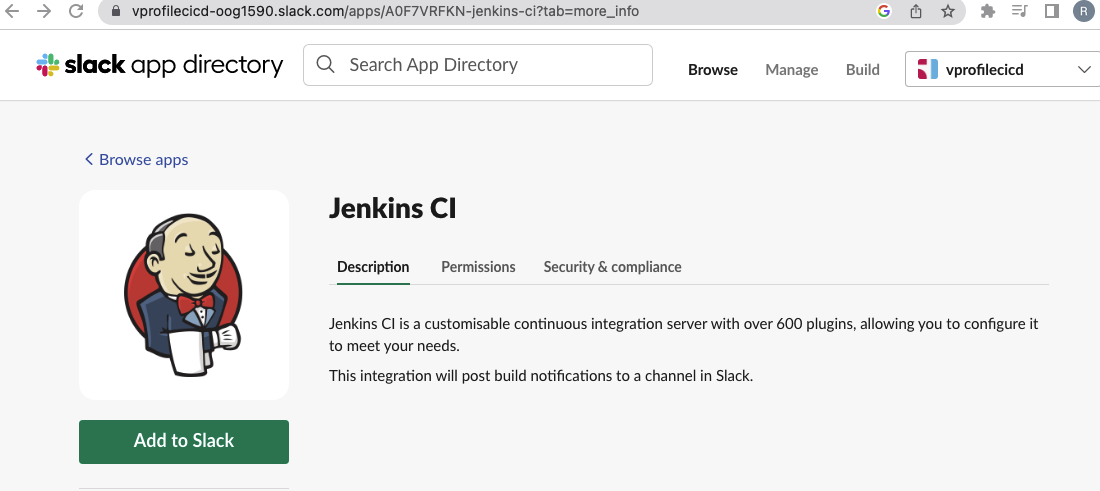 vprofilecicd-oog1590.slack.com/apps/A0F7VRFKN-jenkins-ci?tab=more_info
G
R
slack app directory
Search App Directory
Browse
Manage
Build
vprofilecicd
Browse apps
Jenkins CI
Description
Permissions
Security & compliance
Jenkins CI is a customisable continuous integration server with over 600 plugins, allowing you to configure it
to meet your needs.
This integration will post build notifications to a channel in Slack.
Add to Slack